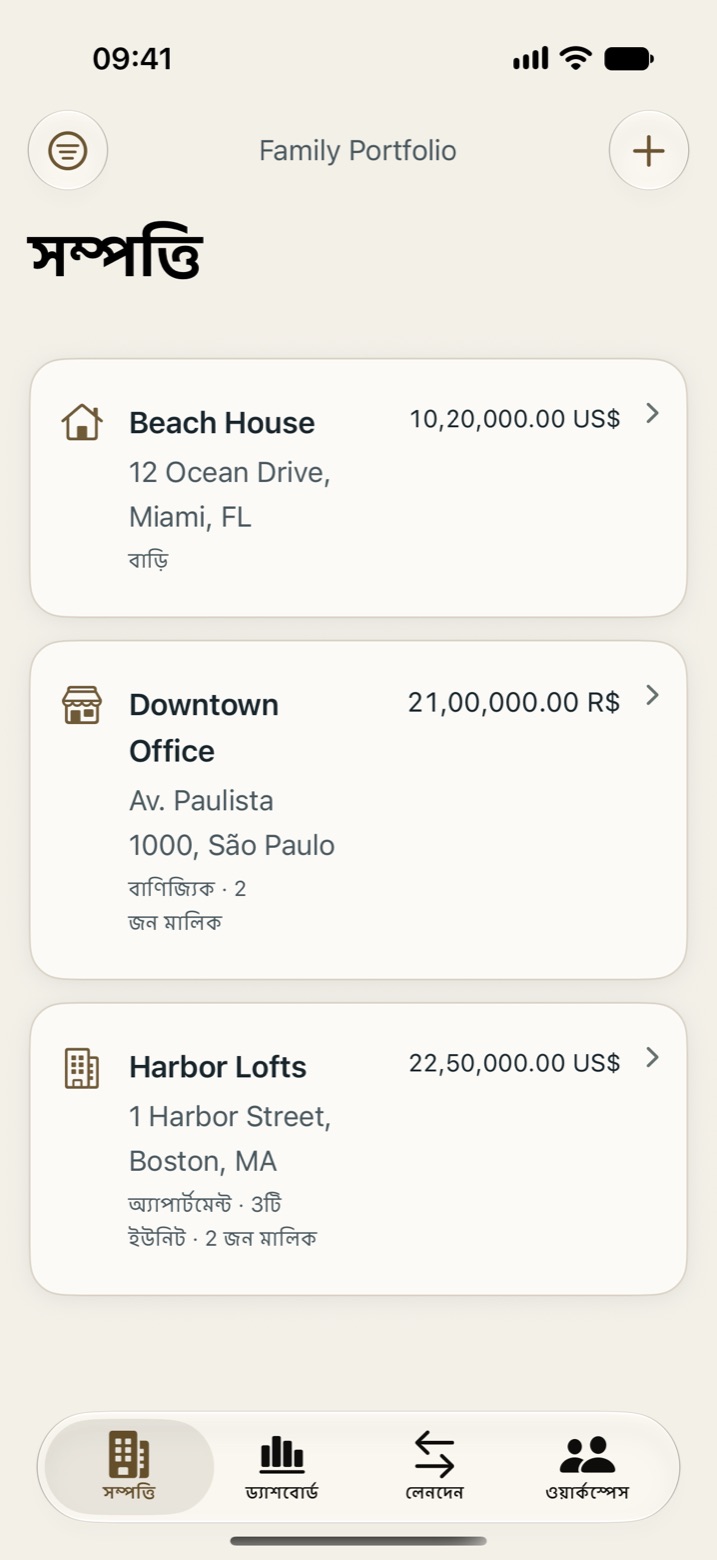 09:41
Family Portfolio
সম্পত্তি
Beach House
10,20,000.00 US$
12 Ocean Drive,
Miami, FL
বাড়ি
Downtown
Office
21,00,000.00 R$
Av. Paulista
1000, São Paulo
বাণিজ্যিক · 2
জন মালিক
Harbor Lofts
22,50,000.00 US$
1 Harbor Street,
Boston, MA
অ্যাপার্টমেন্ট · 3টি
ইউনিট · 2 জন মালিক
সম্পত্তি
ড্যাশবোর্ড
লেনদেন
ওয়ার্কস্পেস